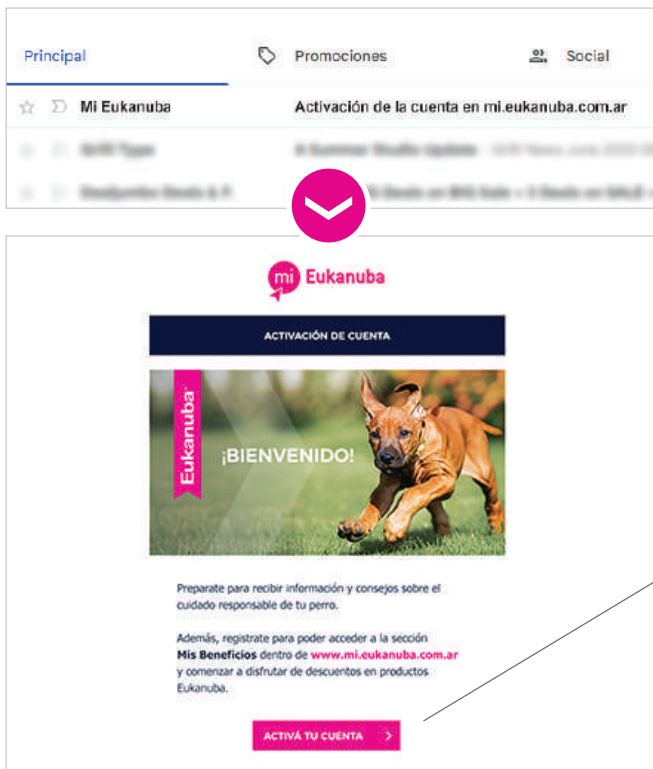 Principal
Promociones
Social
Mi Eukanuba
Activación de la cuenta en mi.eukanuba.com.ar
mi Eukanuba
ACTIVACIÓN DE CUENTA
Eukanuba
¡BIENVENIDO!
Preparate para recibir información y consejos sobre el
cuidado responsable de tu perro.
Además, registrate para poder acceder a la sección
Mis Beneficios dentro de www.mi.eukanuba.com.ar
y comenzar a disfrutar de descuentos en productos
Eukanuba.
ACTIVÁ TU CUENTA